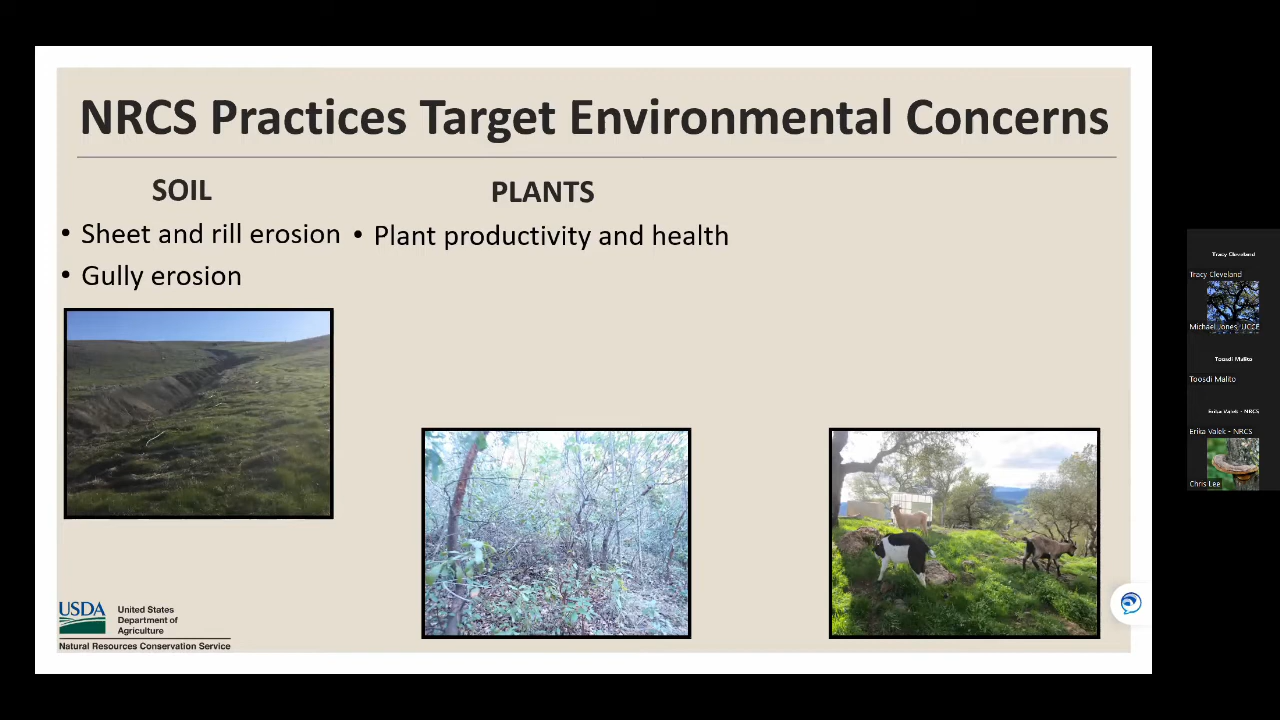 NRCS Practices Target Environmental Concerns
SOIL
• Sheet and rill erosion
• Gully erosion
PLANTS
• Plant productivity and health
USDA
United States
Department of
Agriculture
Natural Resources Conservation Service
Tracy Cleveland
Tracy Cleveland
Michael Jones, UCCE
Toosdi Malito
Toosdi Malito
Erika Valek - NRCS
Erika Valek - NRCS
Chris Lee